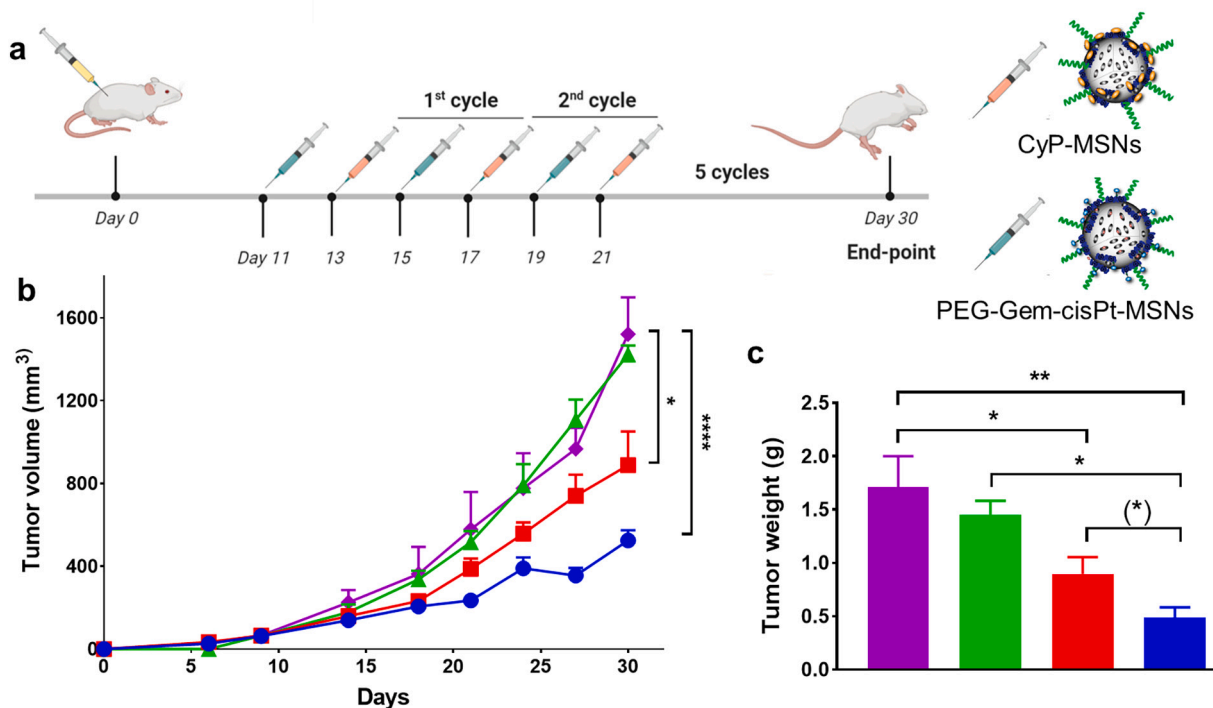 a
1st cycle
2nd cycle
5 cycles
Day 0
Day 11
13
15
17
19
21
Day 30
End-point
CyP-MSNs
PEG-Gem-cisPt-MSNs
b
Tumor volume (mm3)
1600
1200
800
400
0
0
5
10
15
20
25
30
Days
*
****
c
Tumor weight (g)
2.5
2.0
1.5
1.0
0.5
0.0
**
*
*
(*)